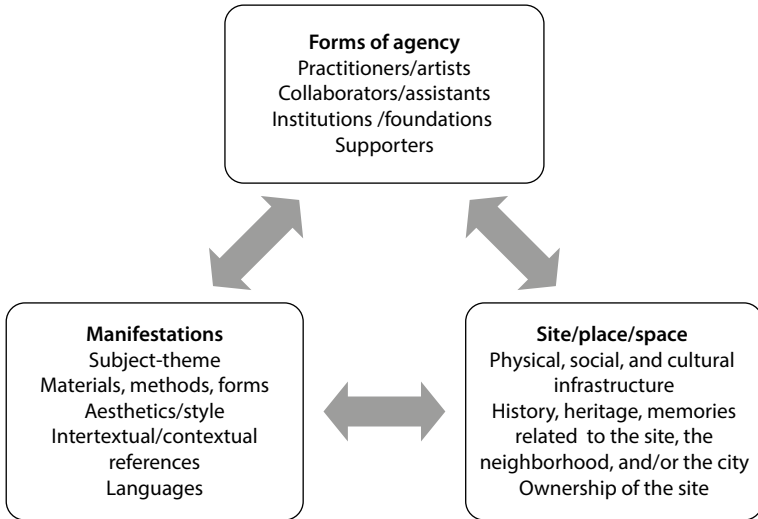 Forms of agency
Practitioners/artists
Collaborators/assistants
Institutions /foundations
Supporters
Manifestations
Subject-theme
Materials, methods, forms
Aesthetics/style
Intertextual/contextual
references
Languages
Site/place/space
Physical, social, and cultural
infrastructure
History, heritage, memories
related to the site, the
neighborhood, and/or the city
Ownership of the site